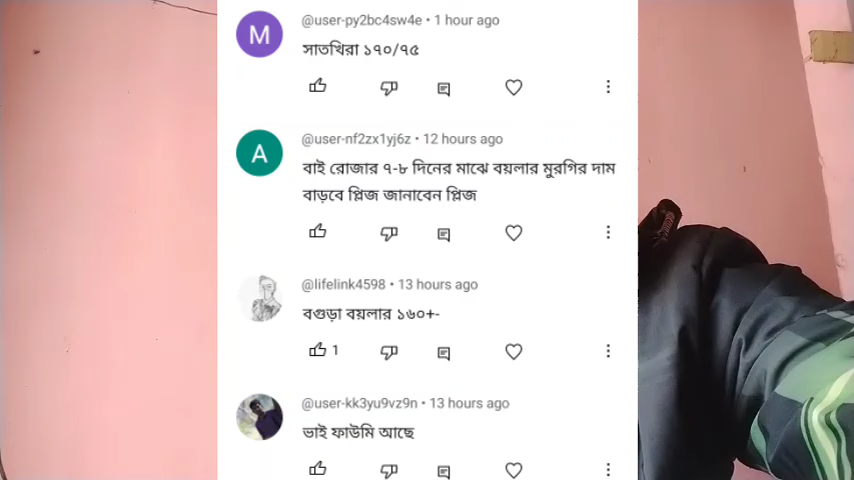 M
@user-py2bc4sw4e • 1 hour ago
সাতখিরা ১৭০/৭৫
A
@user-nf2zx1yj6z • 12 hours ago
বাই রোজার ৭-৮ দিনের মাঝে বয়লার মুরগির দাম
বাড়বে প্লিজ জানাবেন প্লিজ
@lifelink4598 • 13 hours ago
বগুড়া বয়লার ১৬০+-
1
@user-kk3yu9vz9n • 13 hours ago
ভাই ফাউমি আছে